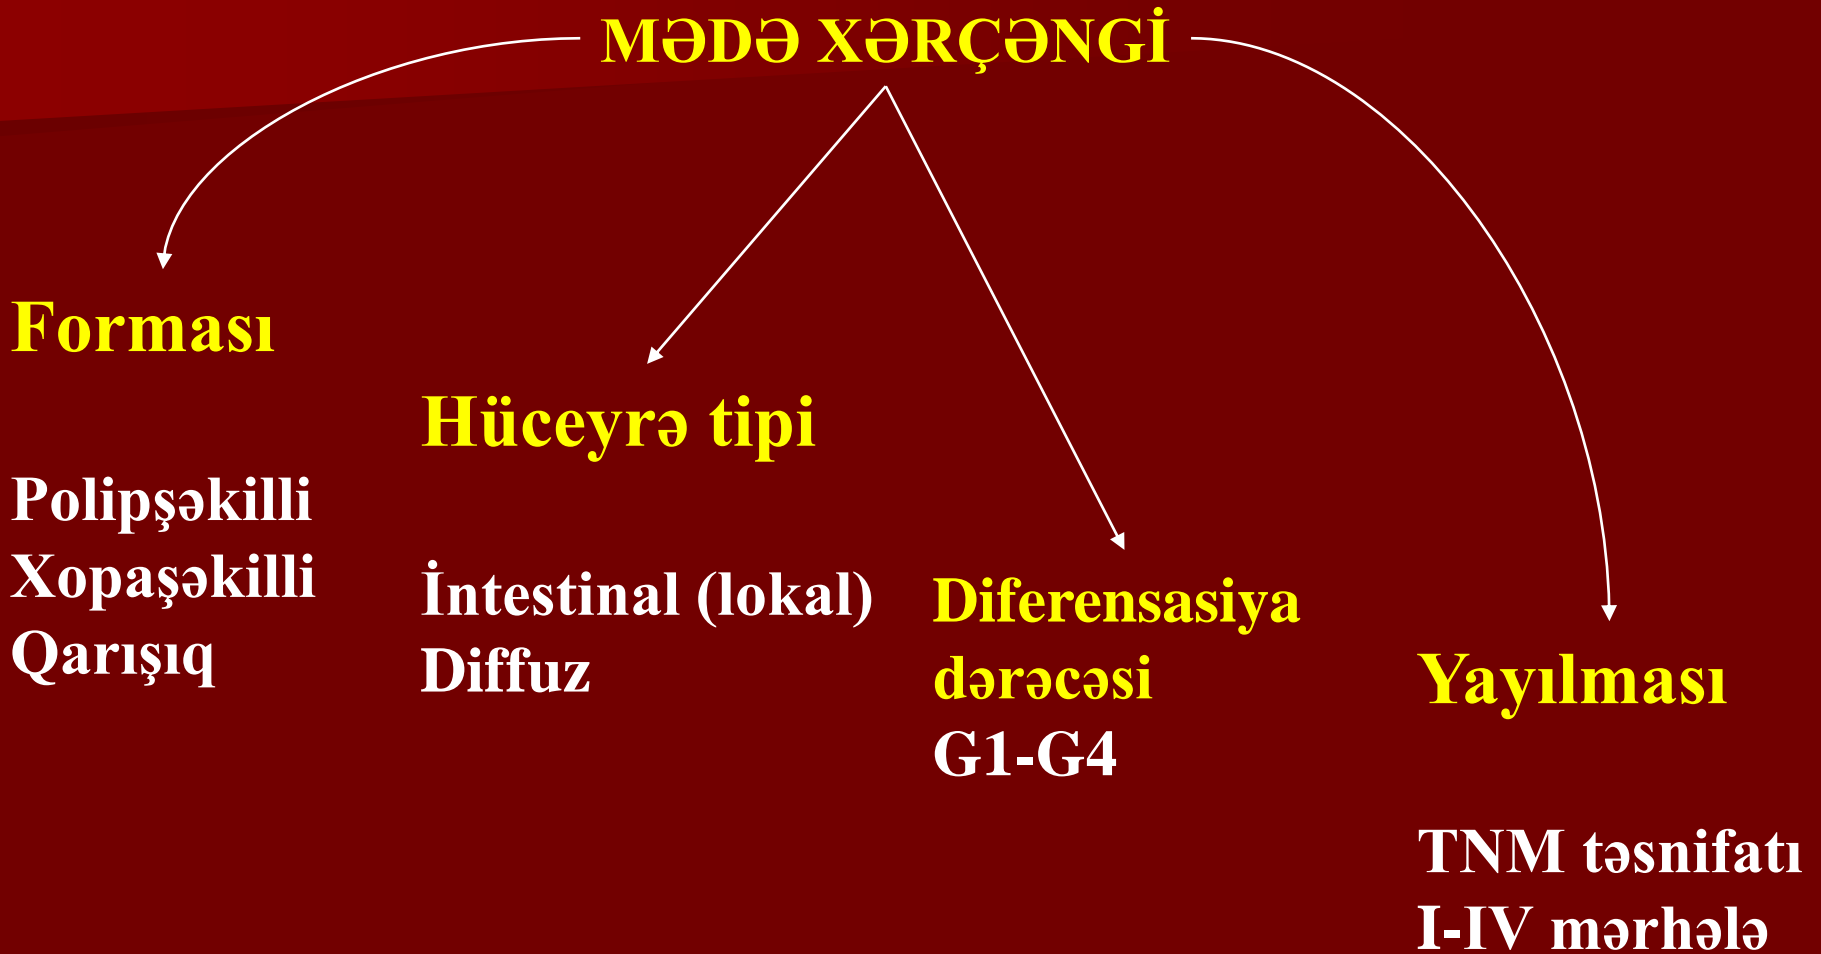 MƏDƏ XƏRÇƏNGİ
Forması
Polipşəkilli
Xopaşəkilli
Qarışıq
Hüceyrə tipi
İntestinal (lokal)
Diffuz
Diferensasiya
dərəcəsi
G1-G4
Yayılması
TNM təsnifatı
I-IV mərhələ